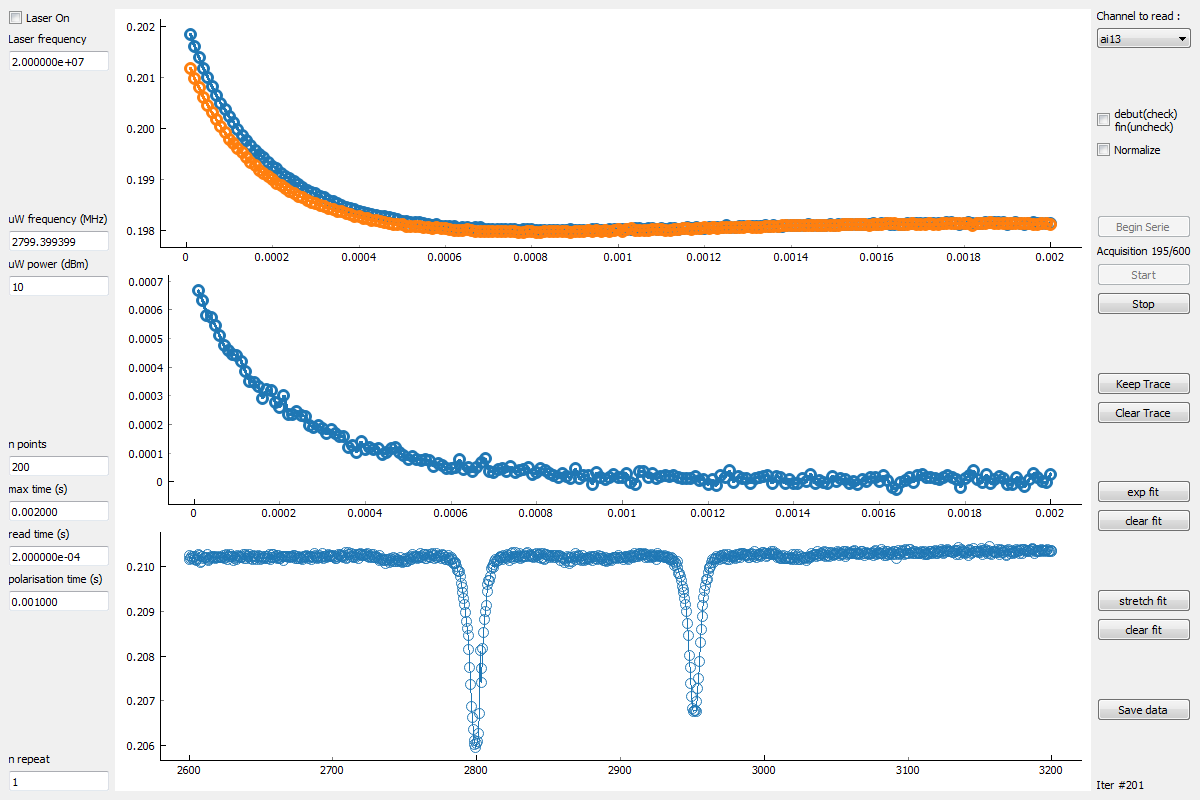 Laser On
Laser frequency
2.000000e+07
uW frequency (MHz)
2799.399399
uW power (dBm)
10
n points
200
max time (s)
0.002000
read time (s)
2.000000e-04
polarisation time (s)
0.001000
n repeat
1
0.202
0.201
0.200
0.199
0.198
0 0.0002 0.0004 0.0006 0.0008 0.001 0.0012 0.0014 0.0016 0.0018 0.002
0.0007
0.0006
0.0005
0.0004
0.0003
0.0002
0.0001
0
0 0.0002 0.0004 0.0006 0.0008 0.001 0.0012 0.0014 0.0016 0.0018 0.002
0.210
0.209
0.208
0.207
0.206
2600 2700 2800 2900 3000 3100 3200
Channel to read :
ai13
debut(check)
fin(uncheck)
Normalize
Begin Serie
Acquisition 195/600
Start
Stop
Keep Trace
Clear Trace
exp fit
clear fit
stretch fit
clear fit
Save data
Iter #201